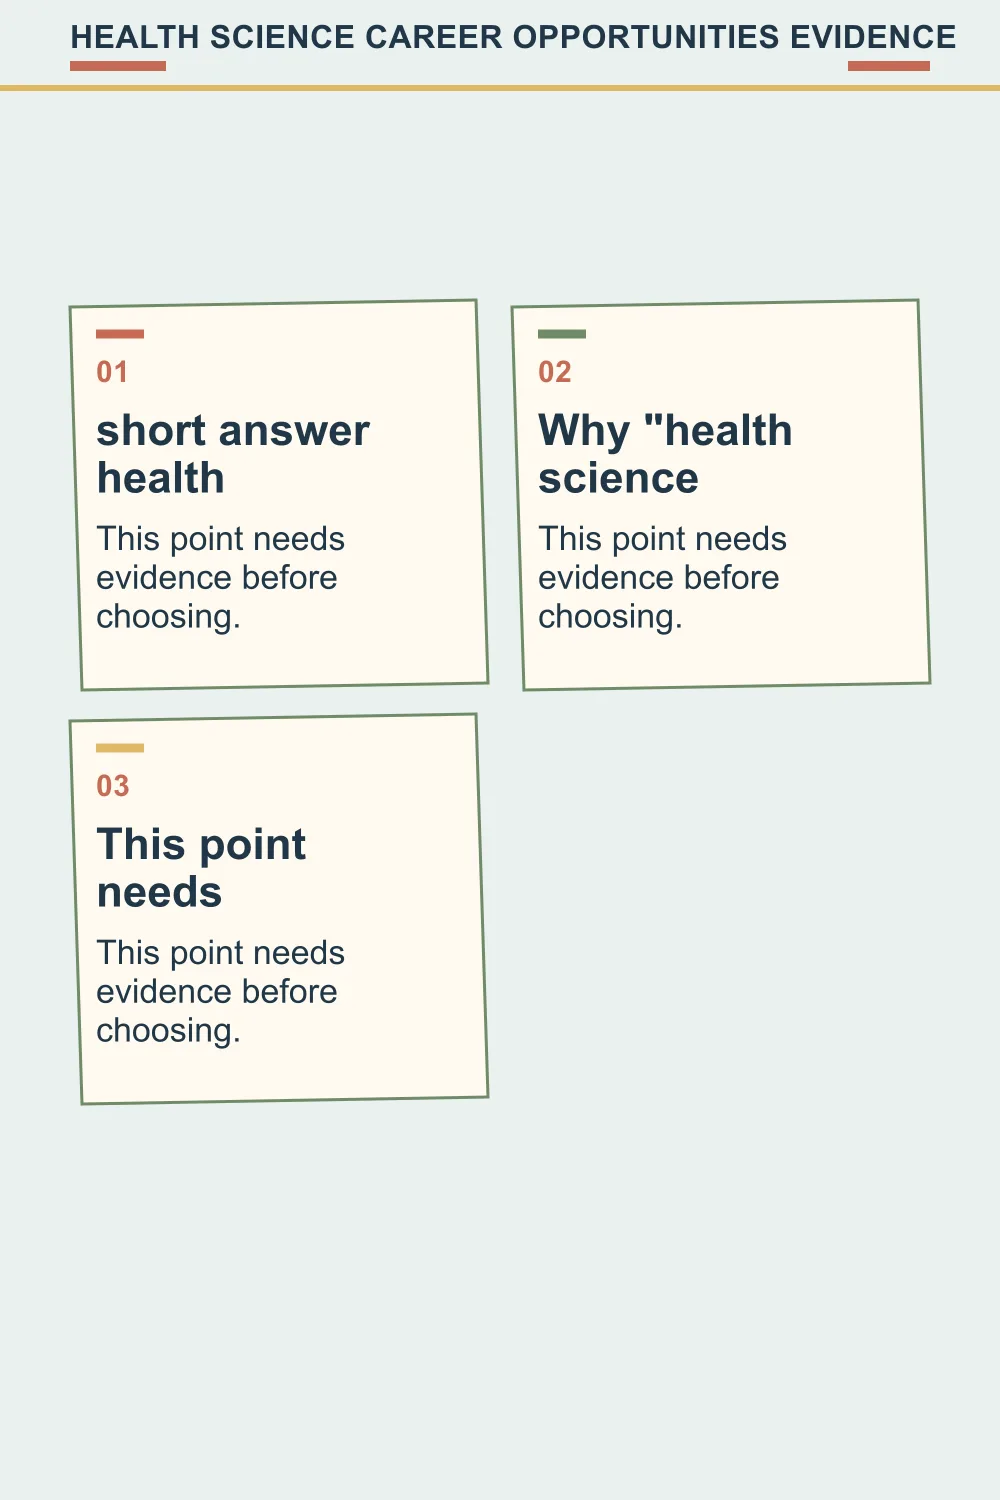 HEALTH SCIENCE CAREER OPPORTUNITIES EVIDENCE
01
short answer
health
This point needs
evidence before
choosing.
02
Why "health
science
This point needs
evidence before
choosing.
03
This point
needs
This point needs
evidence before
choosing.